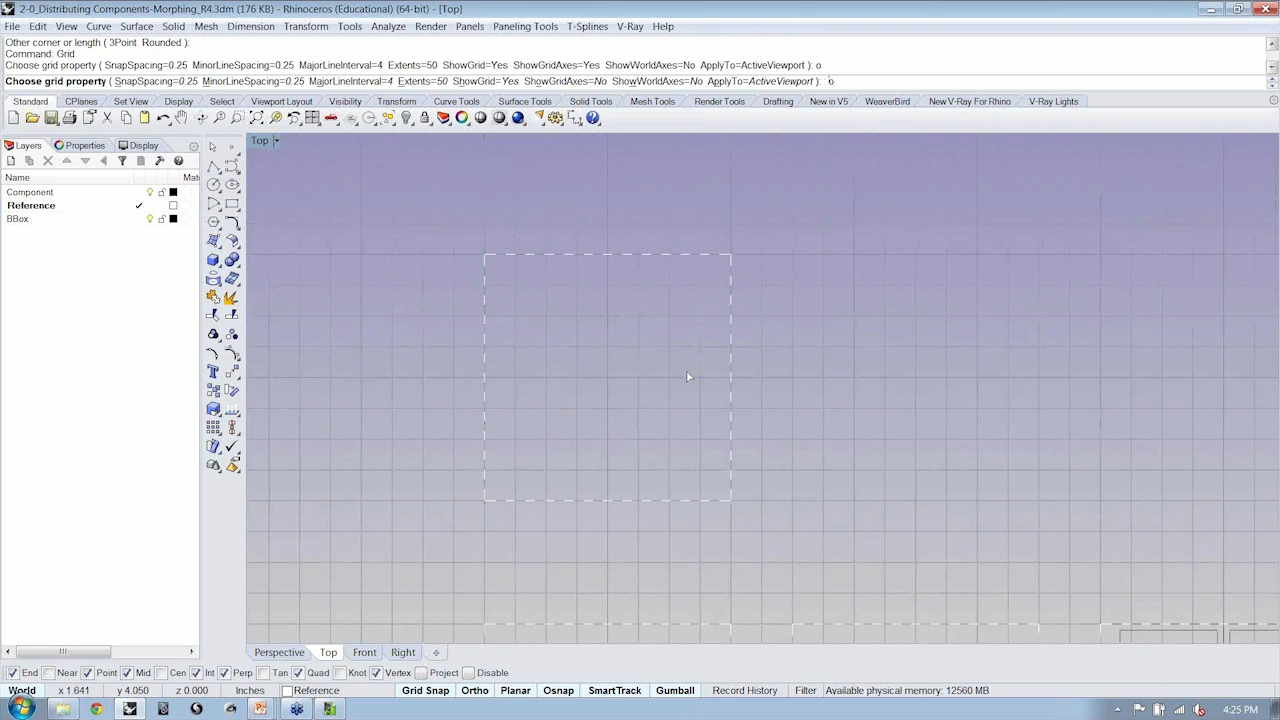 2-0_Distributing Components-Morphing_R4.3dm (176 KB) - Rhinoceros (Educational) (64-bit) - [Top]
File Edit View Curve Surface Solid Mesh Dimension Transform Tools Analyze Render Panels Paneling Tools T-Splines V-Ray Help
Other corner or length ( 3Point Rounded ):
Command: Grid
Choose grid property ( SnapSpacing=0.25 MinorLineSpacing=0.25 MajorLineInterval=4 Extents=50 ShowGrid=Yes ShowGridAxes=Yes ShowWorldAxes=No ApplyTo=ActiveViewport ): o
Choose grid property ( SnapSpacing=0.25 MinorLineSpacing=0.25 MajorLineInterval=4 Extents=50 ShowGrid=Yes ShowGridAxes=No ShowWorldAxes=No ApplyTo=ActiveViewport ): 'o
Standard CPlanes Set View Display Select Viewport Layout Visibility Transform Curve Tools Surface Tools Solid Tools Mesh Tools Render Tools Drafting New in V5 WeaverBird New V-Ray For Rhino V-Ray Lights
Layers Properties Display
Top
Name Mat
Component
Reference
BBox
Perspective Top Front Right
End Near Point Mid Cen Int Perp Tan Quad Knot Vertex Project Disable
World x 1.641 y 4.050 z 0.000 Inches Reference Grid Snap Ortho Planar Osnap SmartTrack Gumball Record History Filter Available physical memory: 12560 MB
4:25 PM